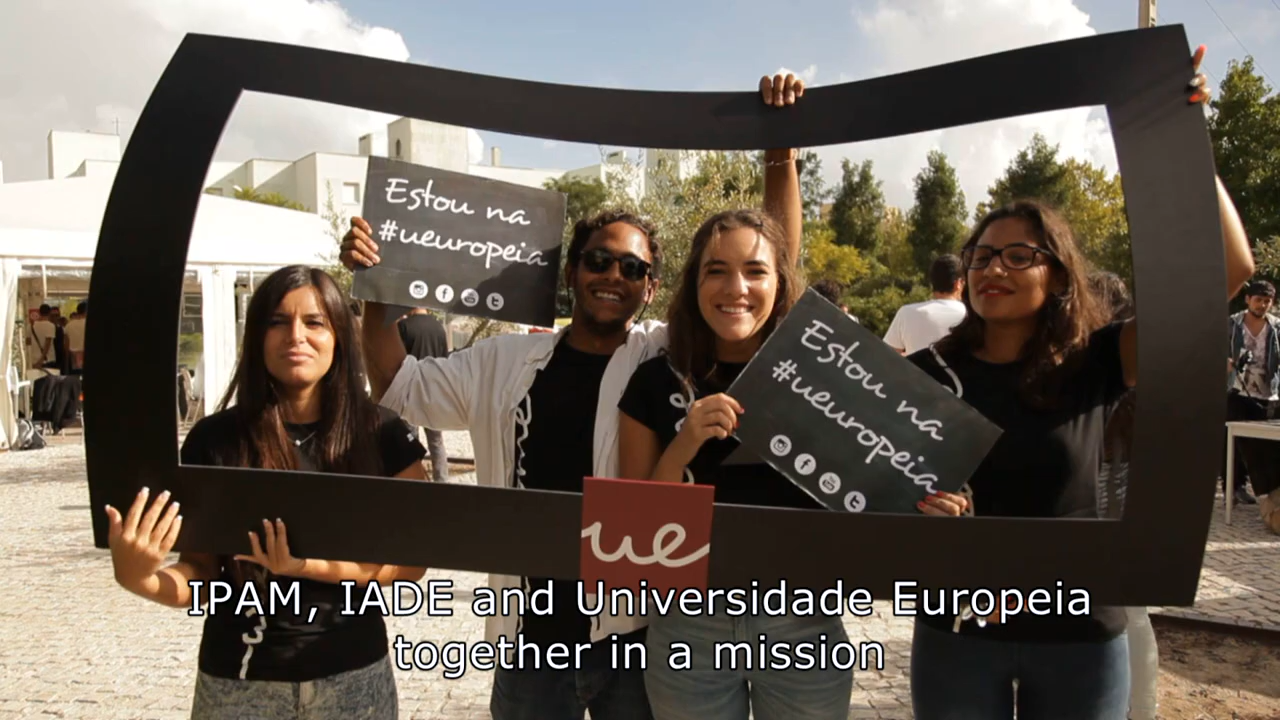 Estou na
#ueuropeia
Estou na
#ueuropeia
ue
IPAM, IADE and Universidade Europeia
together in a mission